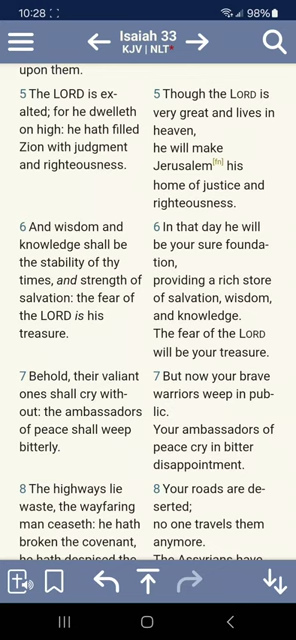 10:28
98%
Isaiah 33
KJV | NLT*
upon them.
5 The LORD is ex-
alted; for he dwelleth
on high: he hath filled
Zion with judgment
and righteousness.
5 Though the LORD is
very great and lives in
heaven,
he will make
Jerusalem[fn] his
home of justice and
righteousness.
6 And wisdom and
knowledge shall be
the stability of thy
times, and strength of
salvation: the fear of
the LORD is his
treasure.
6 In that day he will
be your sure founda-
tion,
providing a rich store
of salvation, wisdom,
and knowledge.
The fear of the LORD
will be your treasure.
7 Behold, their valiant
ones shall cry with-
out: the ambassadors
of peace shall weep
bitterly.
7 But now your brave
warriors weep in pub-
lic.
Your ambassadors of
peace cry in bitter
disappointment.
8 The highways lie
waste, the wayfaring
man ceaseth: he hath
broken the covenant,
he hath despised the
8 Your roads are de-
serted;
no one travels them
anymore.
The Assyrians have